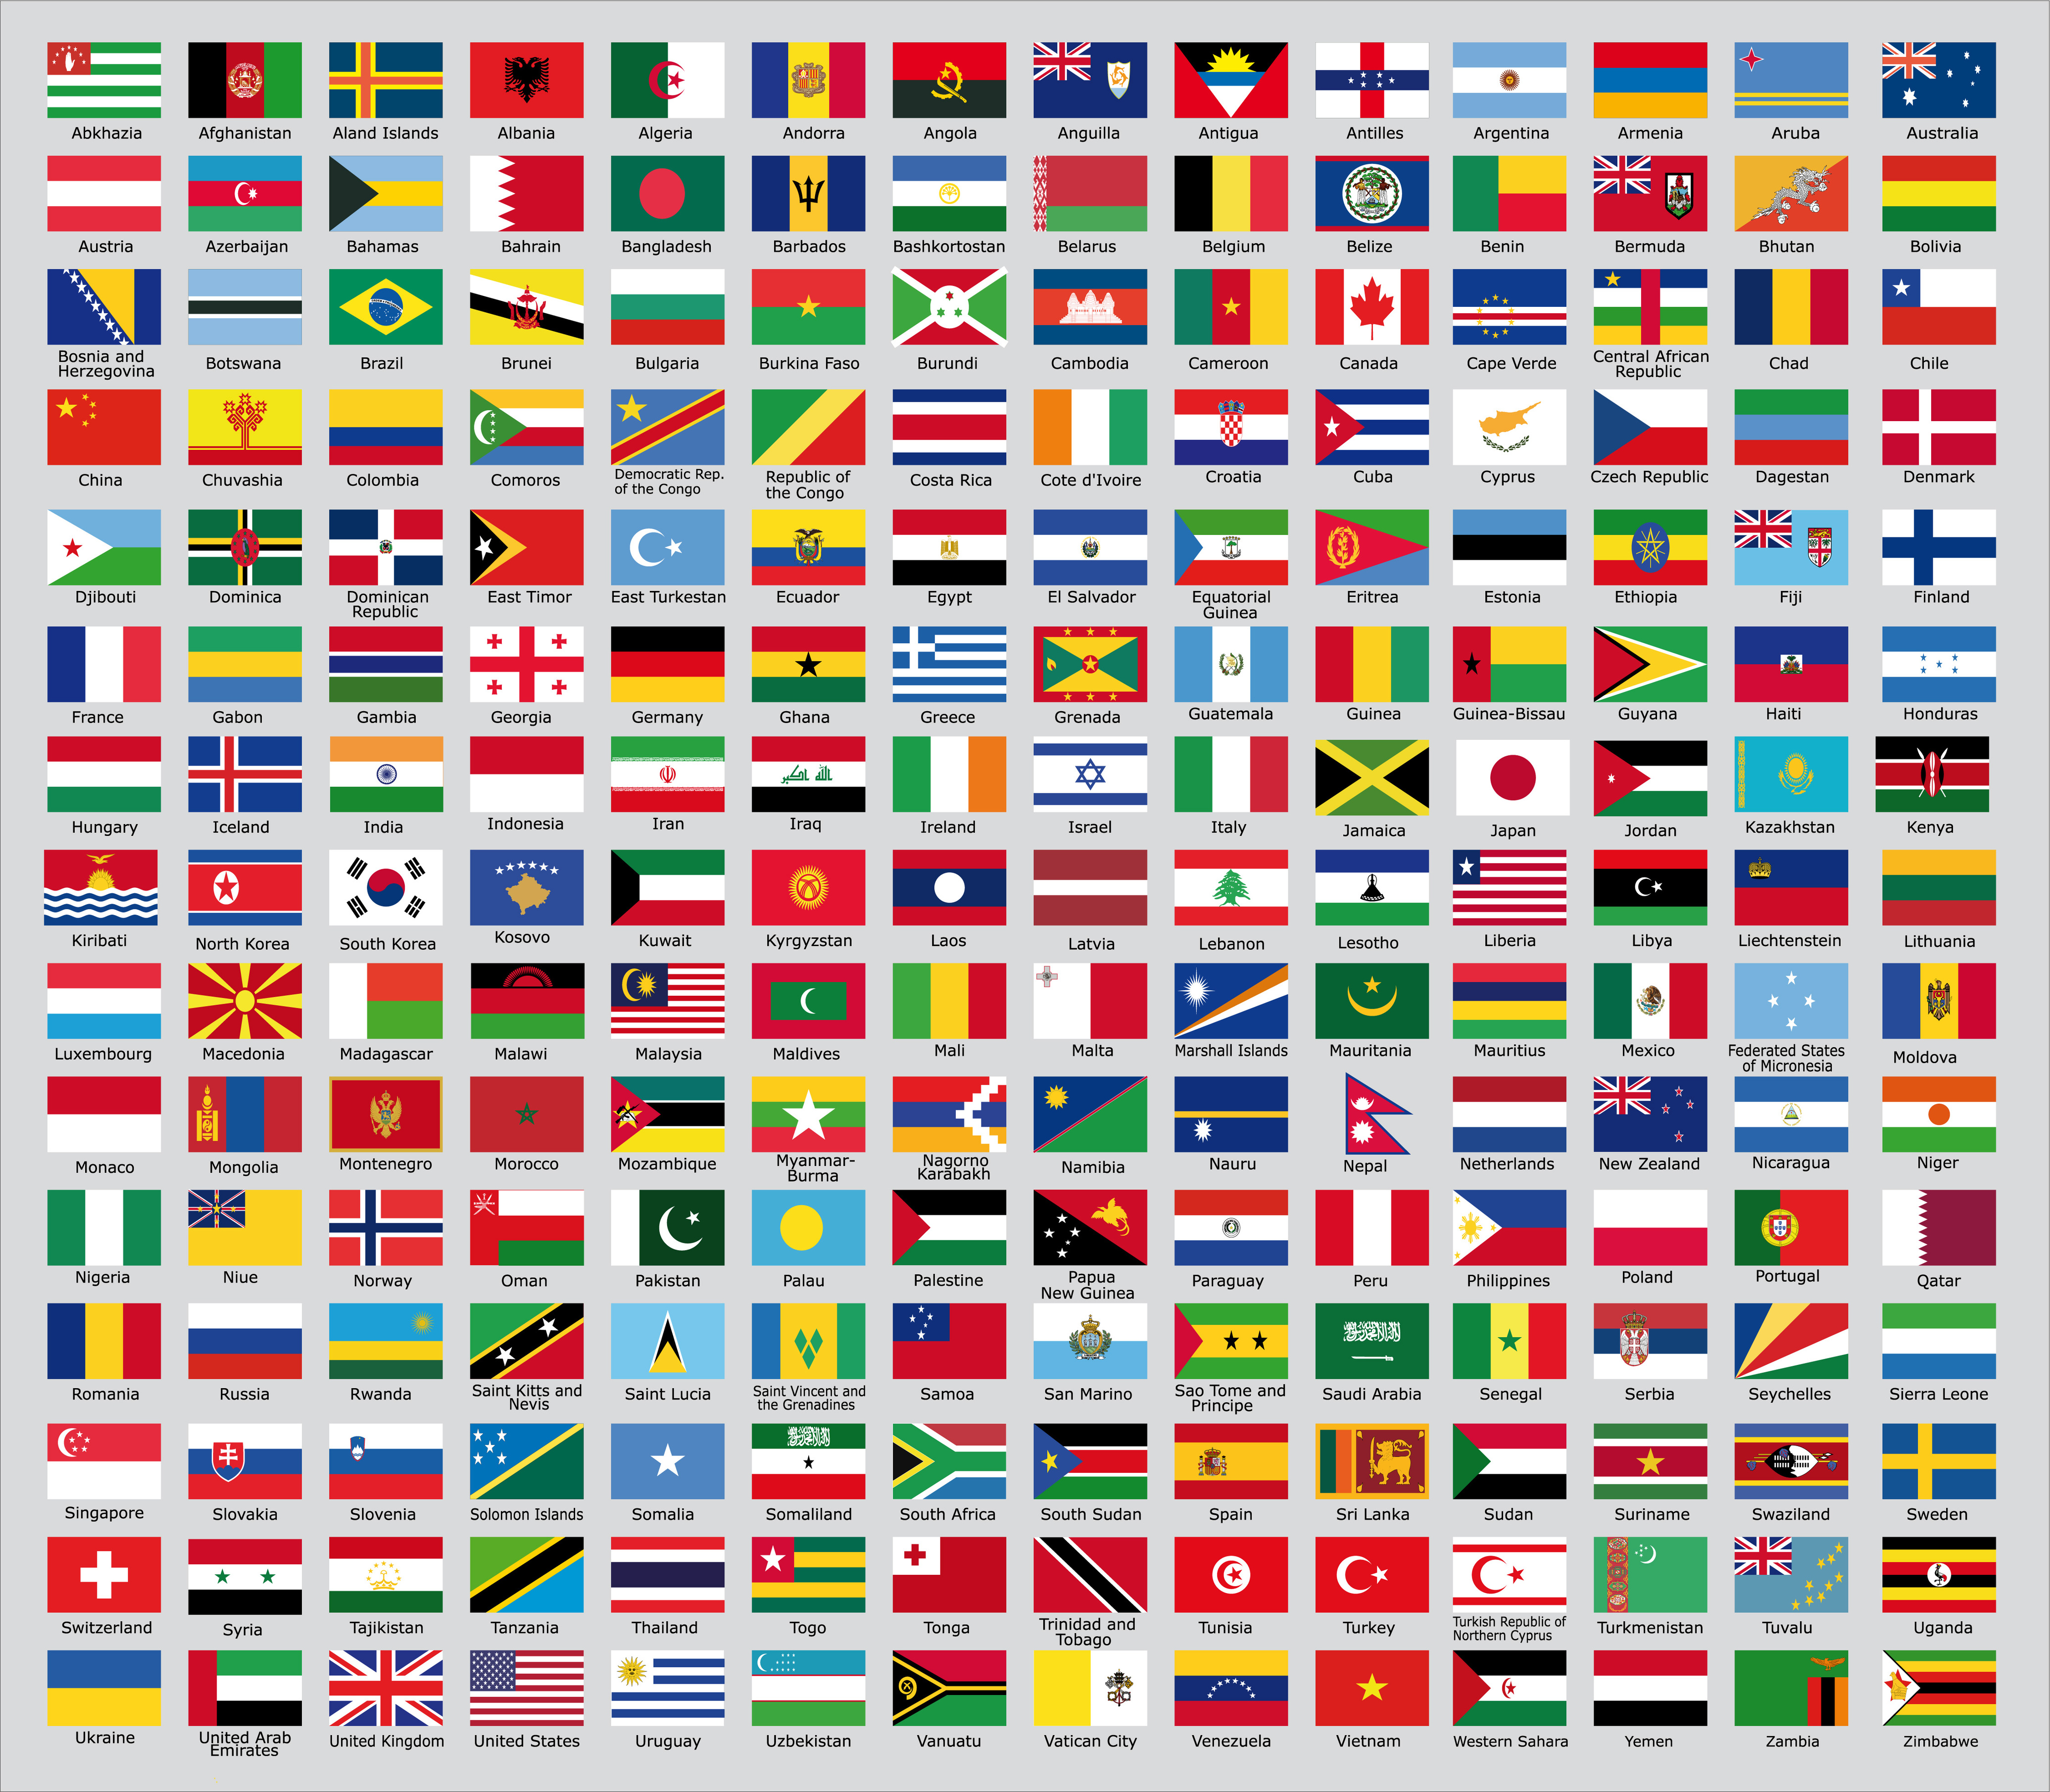 Abkhazia
Afghanistan
Aland Islands
Albania
Algeria
Andorra
Angola
Anguilla
Antigua
Antilles
Argentina
Armenia
Aruba
Australia
Austria
Azerbaijan
Bahamas
Bahrain
Bangladesh
Barbados
Bashkortostan
Belarus
Belgium
Belize
Benin
Bermuda
Bhutan
Bolivia
Bosnia and
Herzegovina
Botswana
Brazil
Brunei
Bulgaria
Burkina Faso
Burundi
Cambodia
Cameroon
Canada
Cape Verde
Central African
Republic
Chad
Chile
China
Chuvashia
Colombia
Comoros
Democratic Rep.
of the Congo
Republic of
the Congo
Costa Rica
Cote d'Ivoire
Croatia
Cuba
Cyprus
Czech Republic
Dagestan
Denmark
Djibouti
Dominica
Dominican
Republic
East Timor
East Turkestan
Ecuador
Egypt
El Salvador
Equatorial
Guinea
Eritrea
Estonia
Ethiopia
Fiji
Finland
France
Gabon
Gambia
Georgia
Germany
Ghana
Greece
Grenada
Guatemala
Guinea
Guinea-Bissau
Guyana
Haiti
Honduras
الله اكبر
Hungary
Iceland
India
Indonesia
Iran
Iraq
Ireland
Israel
Italy
Jamaica
Japan
Jordan
Kazakhstan
Kenya
Kiribati
North Korea
South Korea
Kosovo
Kuwait
Kyrgyzstan
Laos
Latvia
Lebanon
Lesotho
Liberia
Libya
Liechtenstein
Lithuania
Luxembourg
Macedonia
Madagascar
Malawi
Malaysia
Maldives
Mali
Malta
Marshall Islands
Mauritania
Mauritius
Mexico
Federated States
of Micronesia
Moldova
Monaco
Mongolia
Montenegro
Morocco
Mozambique
Myanmar-
Burma
Nagorno
Karabakh
Namibia
Nauru
Nepal
Netherlands
New Zealand
Nicaragua
Niger
Nigeria
Niue
Norway
Oman
Pakistan
Palau
Palestine
Papua
New Guinea
Paraguay
Peru
Philippines
Poland
Portugal
Qatar
Romania
Russia
Rwanda
Saint Kitts and
Nevis
Saint Lucia
Saint Vincent and
the Grenadines
Samoa
San Marino
Sao Tome and
Principe
Saudi Arabia
Senegal
Serbia
Seychelles
Sierra Leone
Singapore
Slovakia
Slovenia
Solomon Islands
Somalia
Somaliland
South Africa
South Sudan
Spain
Sri Lanka
Sudan
Suriname
Swaziland
Sweden
Switzerland
Syria
Tajikistan
Tanzania
Thailand
Togo
Tonga
Trinidad and
Tobago
Tunisia
Turkey
Turkish Republic of
Northern Cyprus
Turkmenistan
Tuvalu
Uganda
Ukraine
United Arab
Emirates
United Kingdom
United States
Uruguay
Uzbekistan
Vanuatu
Vatican City
Venezuela
Vietnam
Western Sahara
Yemen
Zambia
Zimbabwe